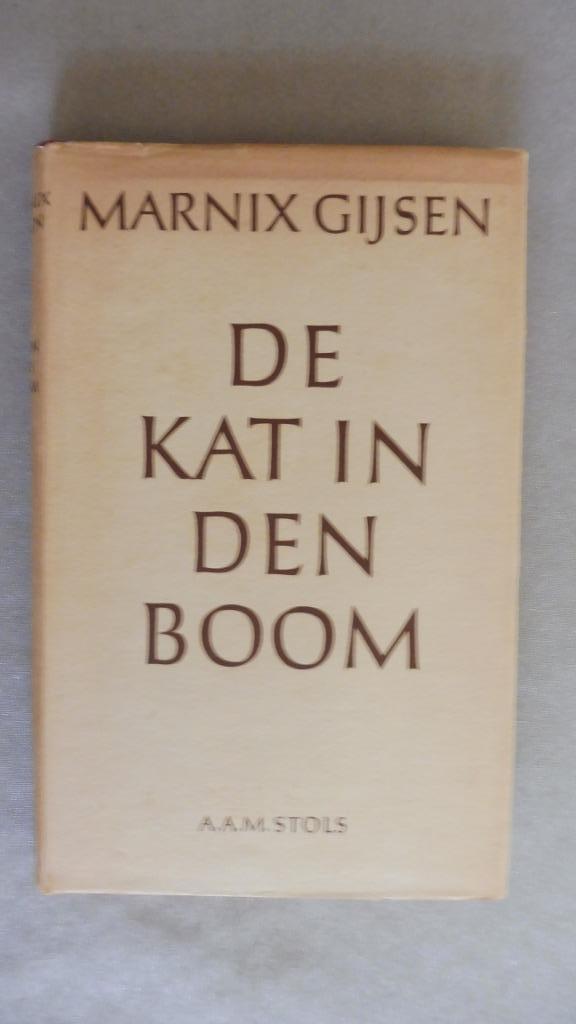 MARNIX GIJSEN
DE
KAT IN
DEN
BOOM
A.A.M. STOLS